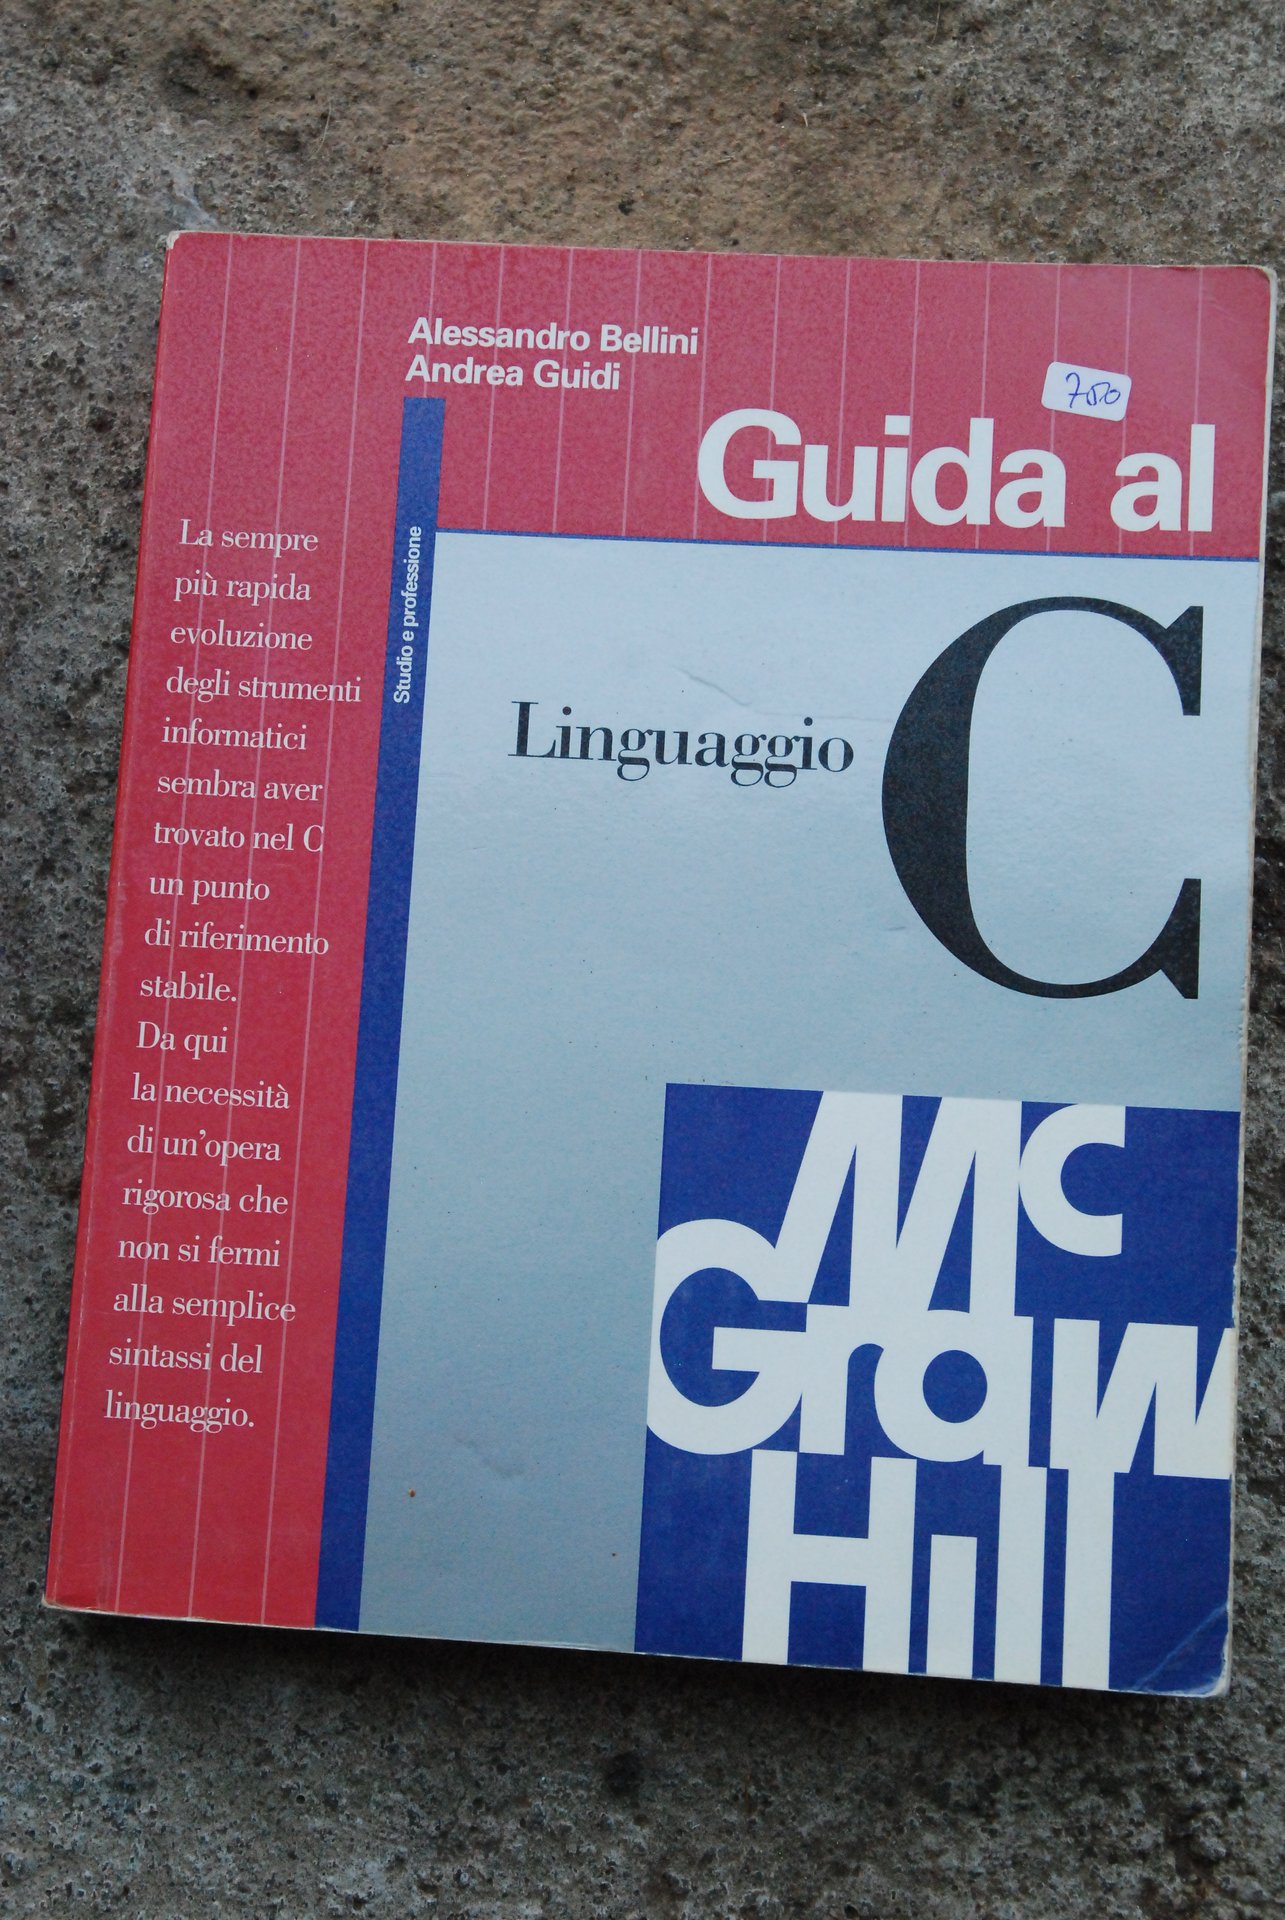 Alessandro Bellini
Andrea Guidi
750
Guida al
Linguaggio C
Studio e professione
La sempre
più rapida
evoluzione
degli strumenti
informatici
sembra aver
trovato nel C
un punto
di riferimento
stabile.
Da qui
la necessità
di un'opera
rigorosa che
non si fermi
alla semplice
sintassi del
linguaggio.
Mc
Graw
Hill